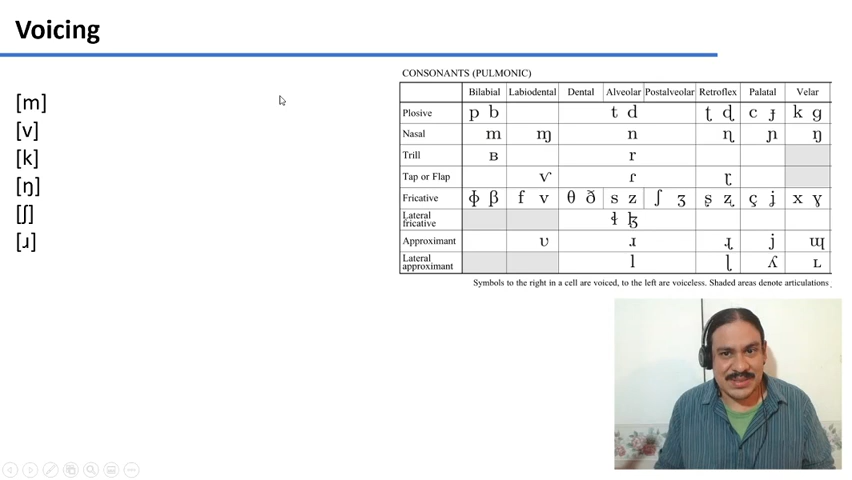 Voicing
[m]
[v]
[k]
[ŋ]
[ʃ]
[ɹ]
CONSONANTS (PULMONIC)
Bilabial Labiodental Dental Alveolar Postalveolar Retroflex Palatal Velar
Plosive p b t d ʈ ɖ c ɟ k ɡ
Nasal m ɱ n ɳ ɲ ŋ
Trill ʙ r
Tap or Flap ⱱ ɾ ɽ
Fricative ɸ β f v θ ð s z ʃ ʒ ʂ ʐ ç ʝ x ɣ
Lateral fricative ɬ ɮ
Approximant ʋ ɹ ɻ j ɰ
Lateral approximant l ɭ ʎ ʟ
Symbols to the right in a cell are voiced, to the left are voiceless. Shaded areas denote articulations